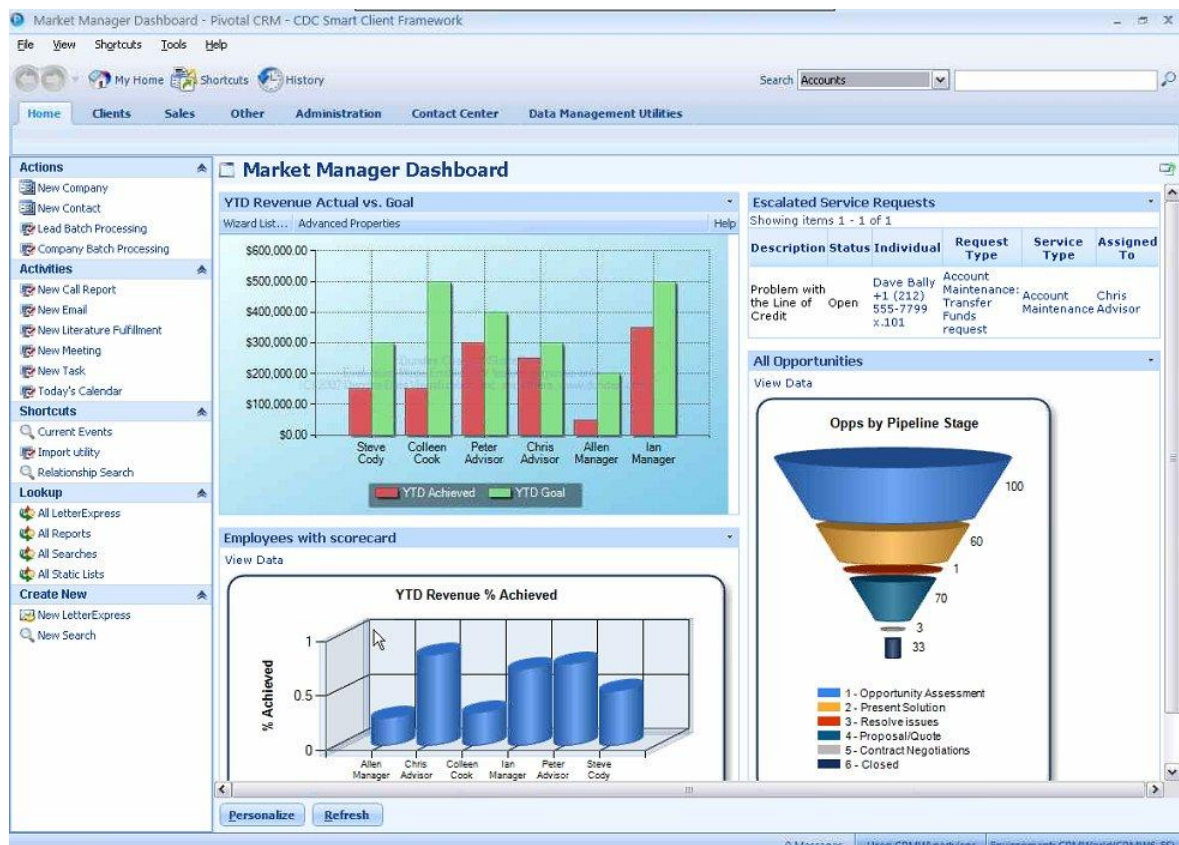 Market Manager Dashboard - Pivotal CRM - CDC Smart Client Framework
File View Shortcuts Tools Help
My Home Shortcuts History Search Accounts
Home Clients Sales Other Administration Contact Center Data Management Utilities
Actions
New Company
New Contact
Lead Batch Processing
Company Batch Processing
Activities
New Call Report
New Email
New Literature Fulfillment
New Meeting
New Task
Today's Calendar
Shortcuts
Current Events
Import utility
Relationship Search
Lookup
All LetterExpress
All Reports
All Searches
All Static Lists
Create New
New LetterExpress
New Search
Market Manager Dashboard
YTD Revenue Actual vs. Goal
Wizard List... Advanced Properties Help
$600,000.00
$500,000.00
$400,000.00
$300,000.00
$200,000.00
$100,000.00
$0.00
Steve Colleen Peter Chris Allen Ian
Cody Cook Advisor Advisor Manager Manager
YTD Achieved YTD Goal
Employees with scorecard
View Data
YTD Revenue % Achieved
% Achieved
1
0.5
0
Allen Chris Colleen Ian Peter Steve
Manager Advisor Cook Manager Advisor Cody
Escalated Service Requests
Showing items 1 - 1 of 1
Description Status Individual Request Type Service Type Assigned To
Problem with the Line of Credit
Open
Dave Bally +1 (212) 555-7799 x.101
Account Maintenance: Transfer Funds request
Account Maintenance
Chris Advisor
All Opportunities
View Data
Opps by Pipeline Stage
100
60
1
70
3
33
1 - Opportunity Assessment
2 - Present Solution
3 - Resolve issues
4 - Proposal/Quote
5 - Contract Negotiations
6 - Closed
Personalize Refresh
0 Messages